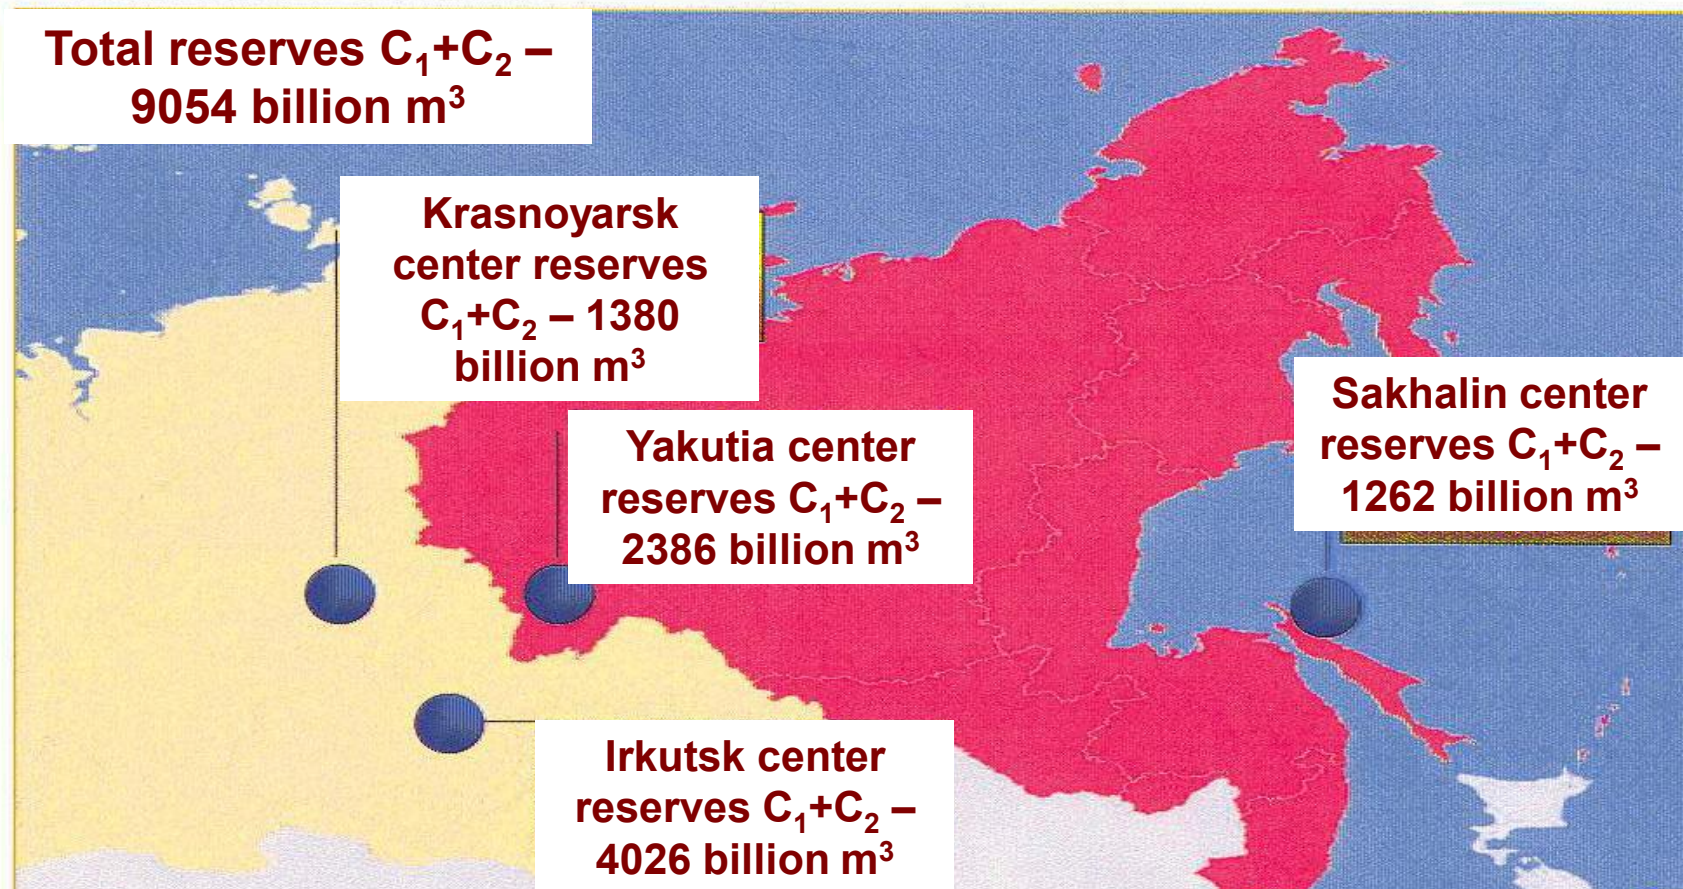 Total reserves C₁+C₂ –
9054 billion m³
Krasnoyarsk
center reserves
C₁+C₂ – 1380
billion m³
Yakutia center
reserves C₁+C₂ –
2386 billion m³
Sakhalin center
reserves C₁+C₂ –
1262 billion m³
Irkutsk center
reserves C₁+C₂ –
4026 billion m³